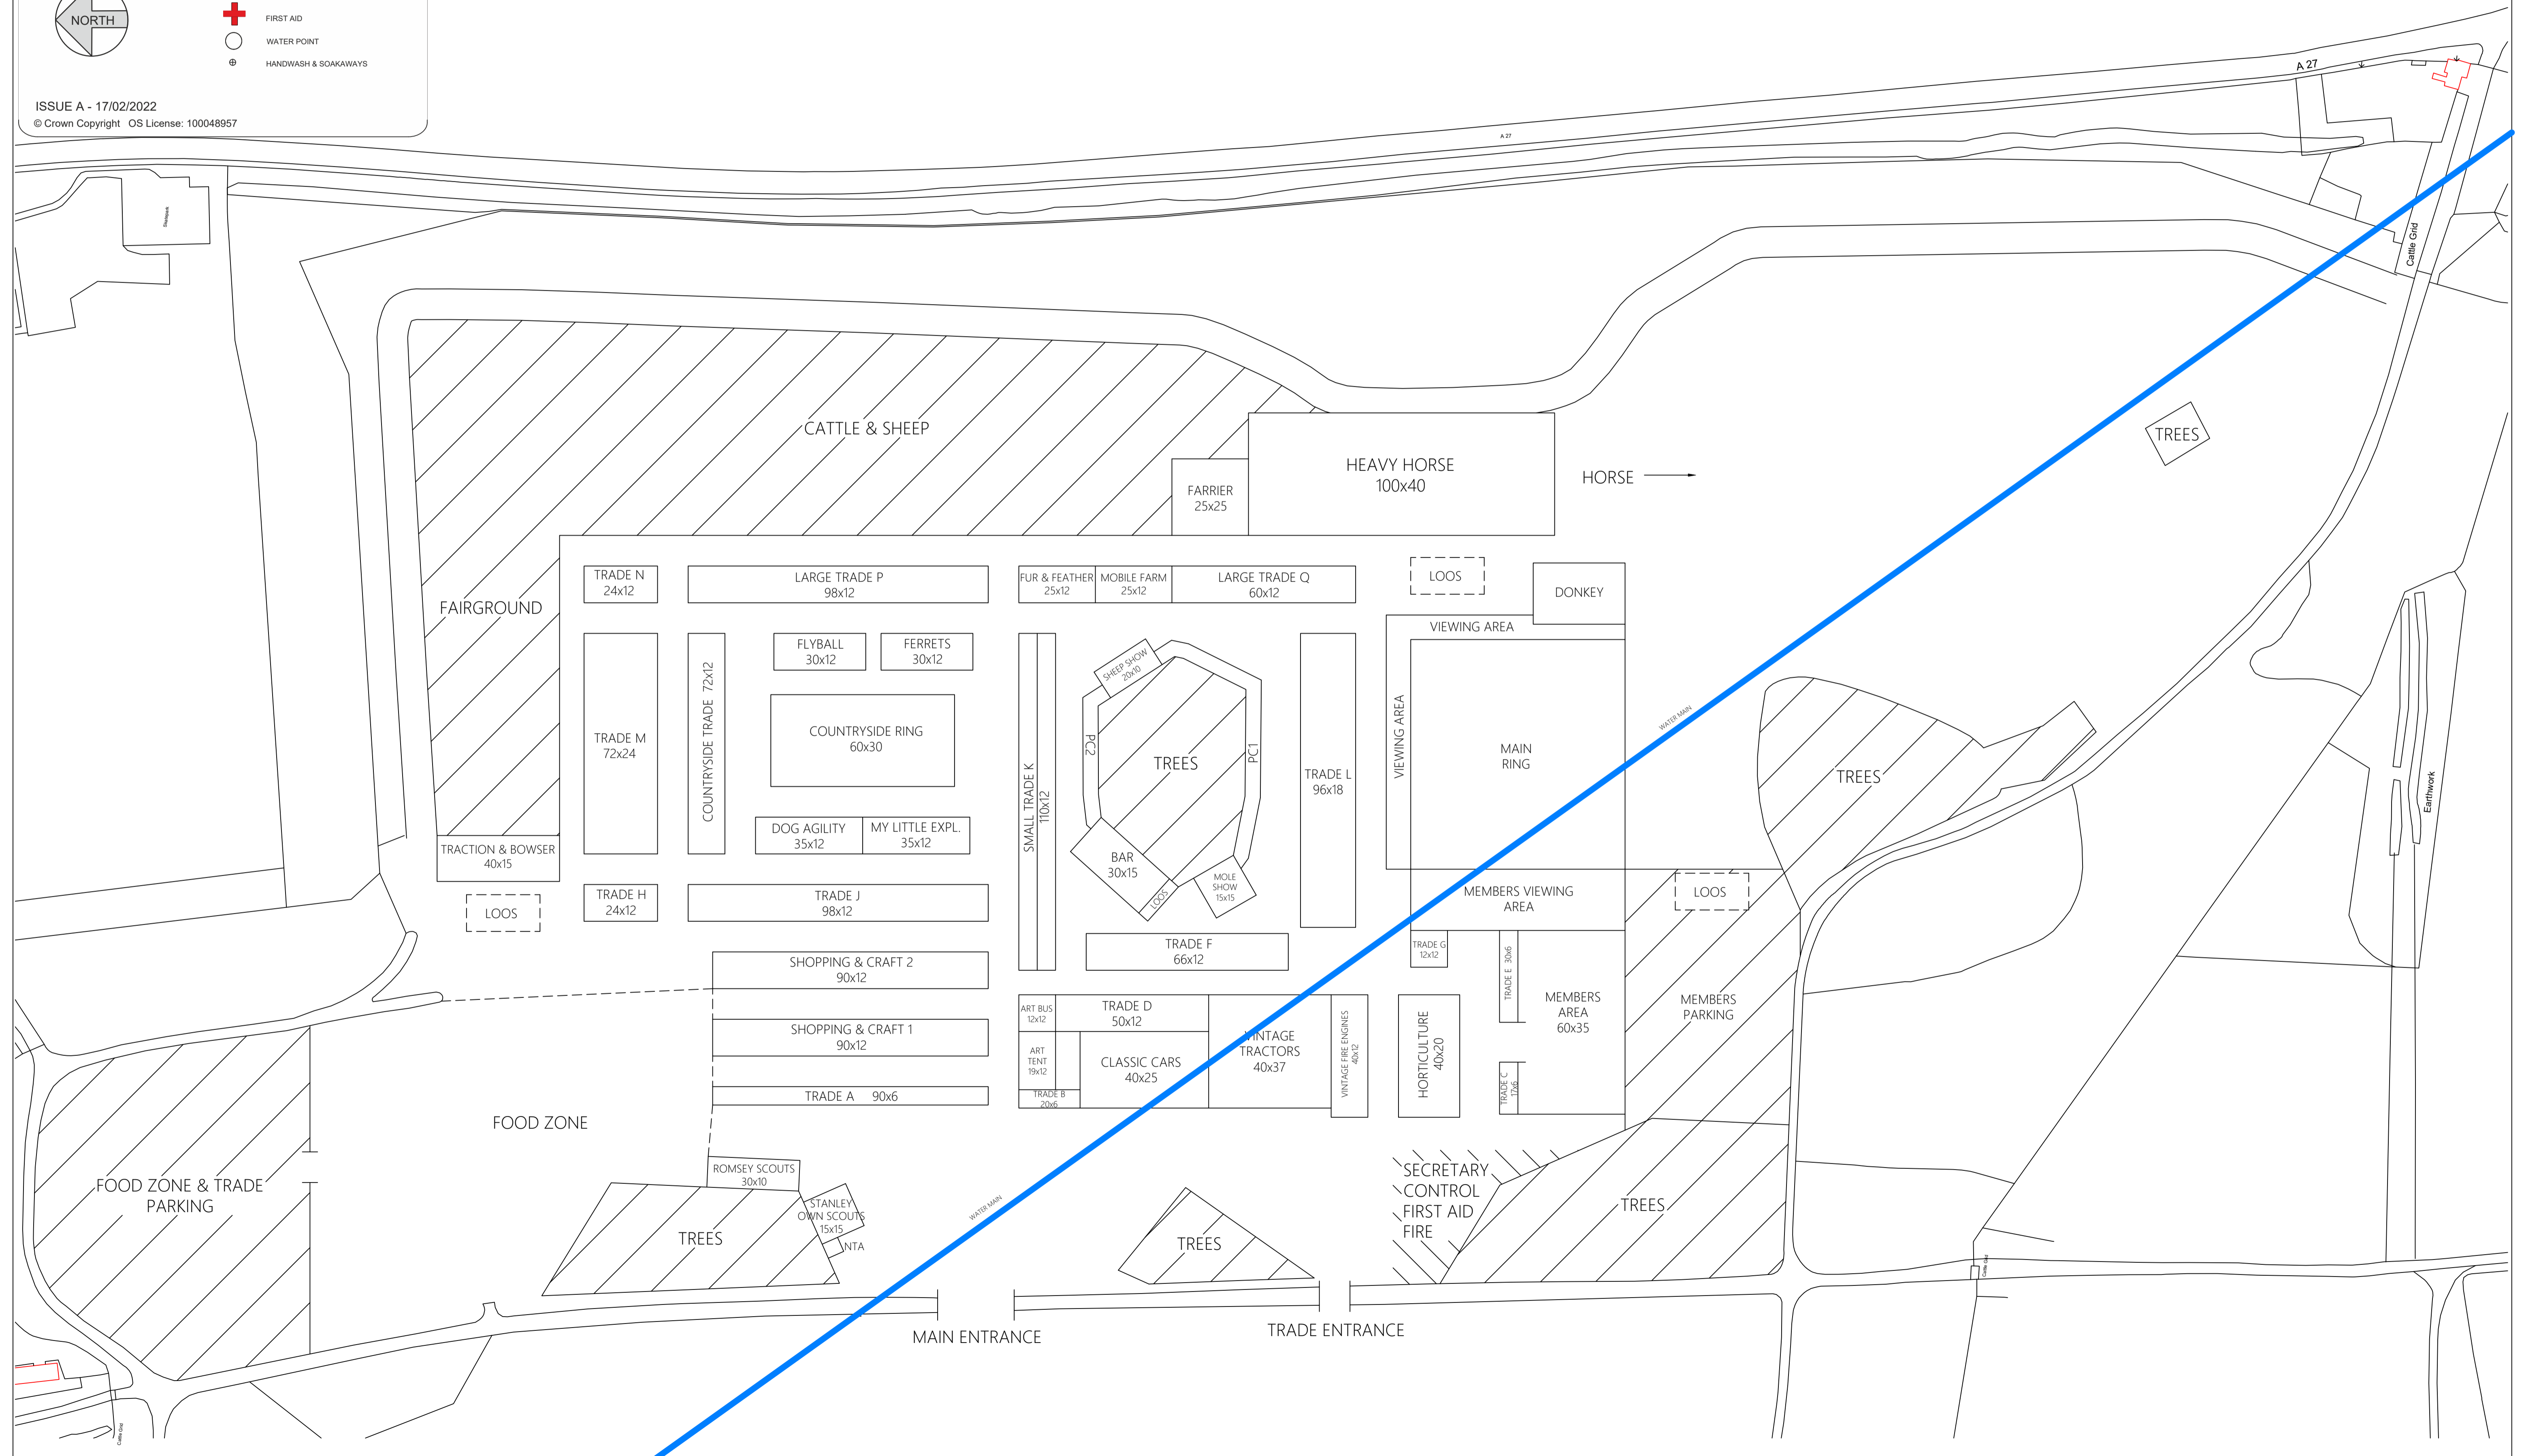 NORTH
FIRST AID
WATER POINT
HANDWASH & SOAKAWAYS
ISSUE A - 17/02/2022
© Crown Copyright OS License: 100048957
A 27
A 27
Cattle Grid
TREES
CATTLE & SHEEP
HEAVY HORSE
100x40
HORSE
FARRIER
25x25
TRADE N
24x12
LARGE TRADE P
98x12
FUR & FEATHER
25x12
MOBILE FARM
25x12
LARGE TRADE Q
60x12
LOOS
DONKEY
FAIRGROUND
VIEWING AREA
FLYBALL
30x12
FERRETS
30x12
SHEEP SHOW
20x10
TRADE M
72x24
COUNTRYSIDE TRADE 72x12
COUNTRYSIDE RING
60x30
SMALL TRADE K
110x12
PC2
TREES
PC1
TRADE L
96x18
VIEWING AREA
MAIN
RING
WATER MAIN
TREES
Earthwork
DOG AGILITY
35x12
MY LITTLE EXPL.
35x12
TRACTION & BOWSER
40x15
BAR
30x15
LOOS
MOLE
SHOW
15x15
MEMBERS VIEWING
AREA
LOOS
LOOS
TRADE H
24x12
TRADE J
98x12
TRADE F
66x12
TRADE G
12x12
TRADE E 30x6
SHOPPING & CRAFT 2
90x12
ART BUS
12x12
TRADE D
50x12
MEMBERS
AREA
60x35
MEMBERS
PARKING
SHOPPING & CRAFT 1
90x12
ART
TENT
19x12
CLASSIC CARS
40x25
VINTAGE
TRACTORS
40x37
VINTAGE FIRE ENGINES
40x12
HORTICULTURE
40x20
TRADE C
17x6
TRADE A 90x6
TRADE B
20x6
FOOD ZONE
FOOD ZONE & TRADE
PARKING
ROMSEY SCOUTS
30x10
STANLEY
OWN SCOUTS
15x15
NTA
TREES
WATER MAIN
TREES
SECRETARY
CONTROL
FIRST AID
FIRE
TREES
Cattle Grid
MAIN ENTRANCE
TRADE ENTRANCE
Cattle Grid